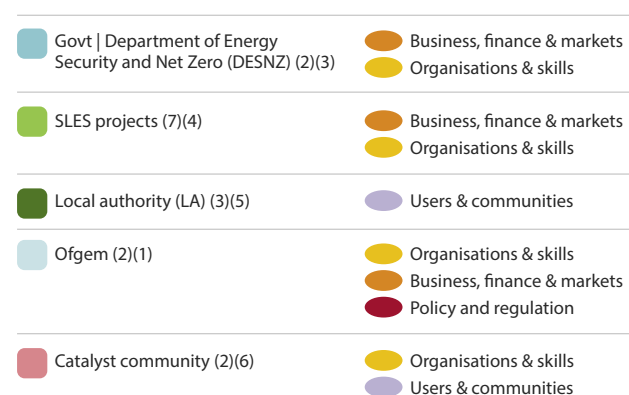 Govt | Department of Energy
Security and Net Zero (DESNZ) (2)(3)
Business, finance & markets
Organisations & skills
SLES projects (7)(4)
Business, finance & markets
Organisations & skills
Local authority (LA) (3)(5)
Users & communities
Ofgem (2)(1)
Organisations & skills
Business, finance & markets
Policy and regulation
Catalyst community (2)(6)
Organisations & skills
Users & communities